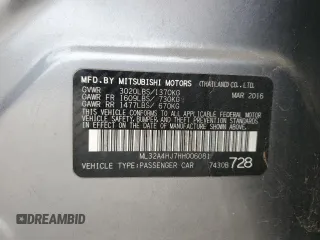 MFD.BY MITSUBISHI MOTORS (THAILAND) CO.,LTD.
GVWR 3020LBS/1370KG
GAWR FR 1609LBS/ 730KG MAR 2016
GAWR RR 1477LBS/ 670KG
THIS VEHICLE CONFORMS TO ALL APPLICABLE
FEDERAL MOTOR VEHICLE SAFETY, BUMPER, AND
THEFT PREVENTION STANDARDS IN EFFECT ON
THE DATE OF MANUFACTURE SHOWN ABOVE.
ML32A4HJ7HH006081
VEHICLE TYPE:PASSENGER CAR 7430B 728
DREAMBID
dreambid.com